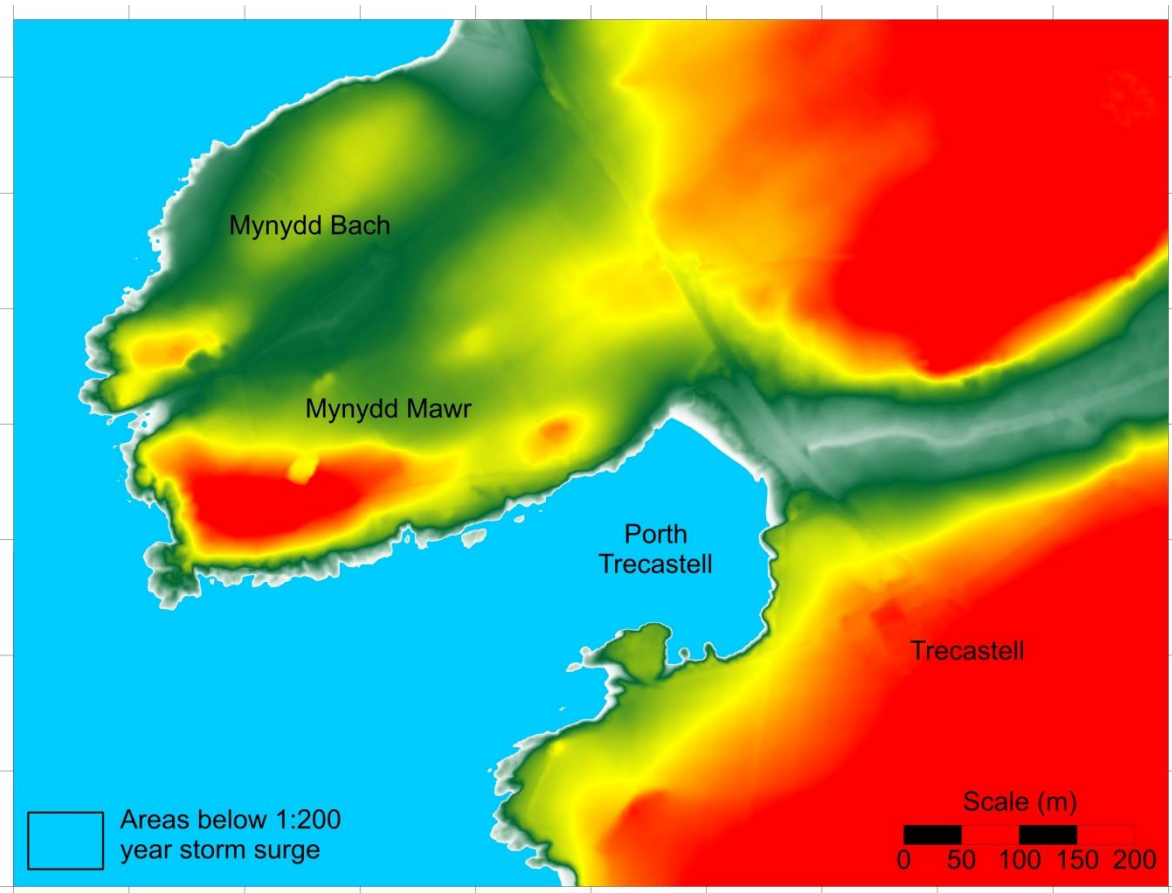 Mynydd Bach
Mynydd Mawr
Porth
Trecastell
Trecastell
Areas below 1:200
year storm surge
Scale (m)
0 50 100 150 200